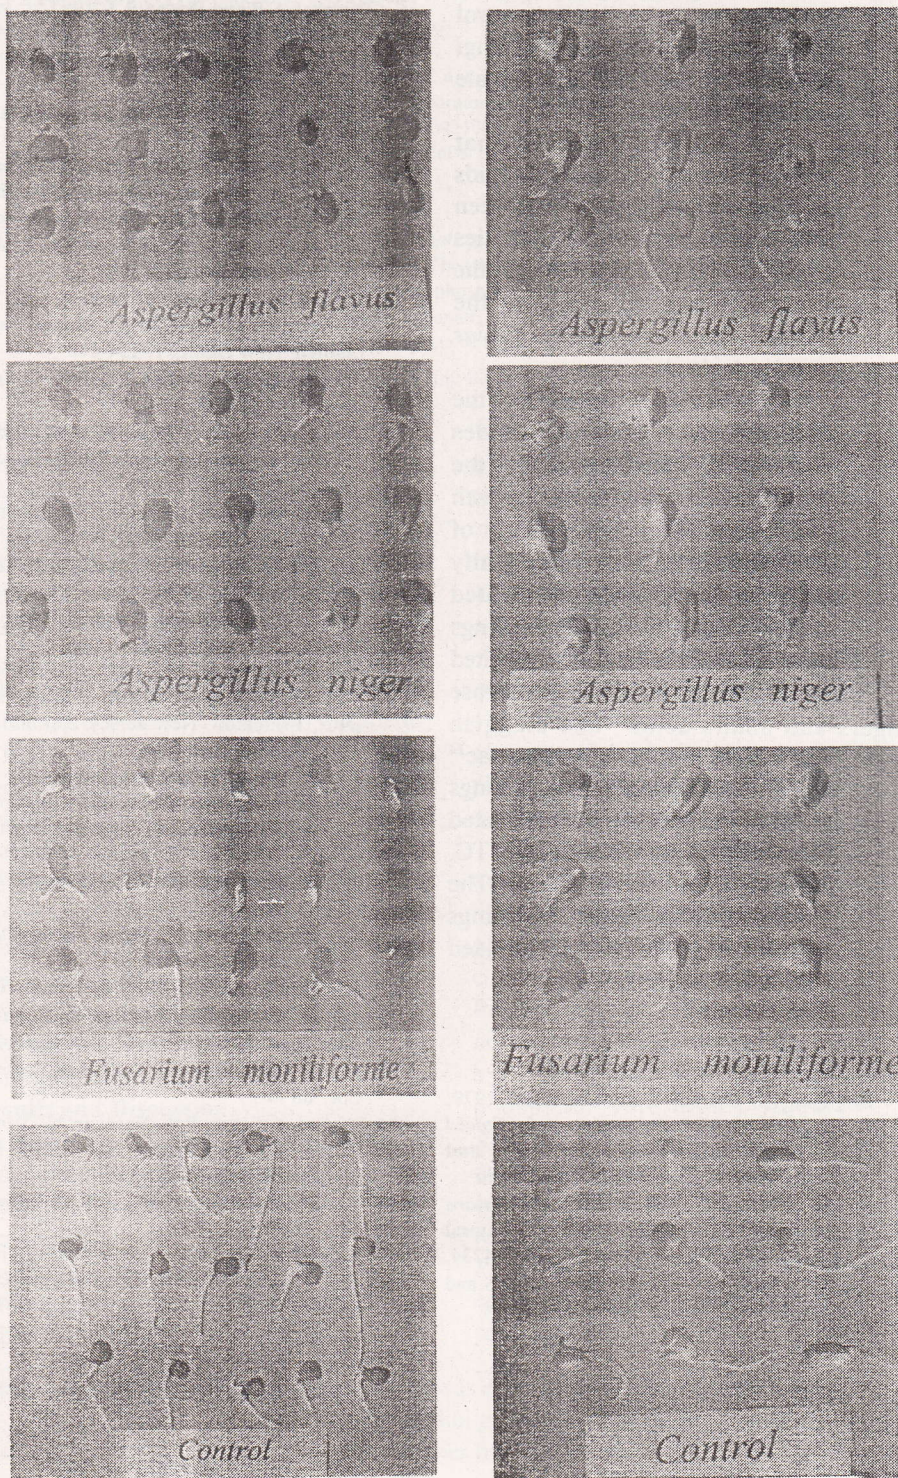 Aspergillus flavus
Aspergillus flavus
Aspergillus niger
Aspergillus niger
Fusarium moniliforme
Fusarium moniliforme
Control
Control